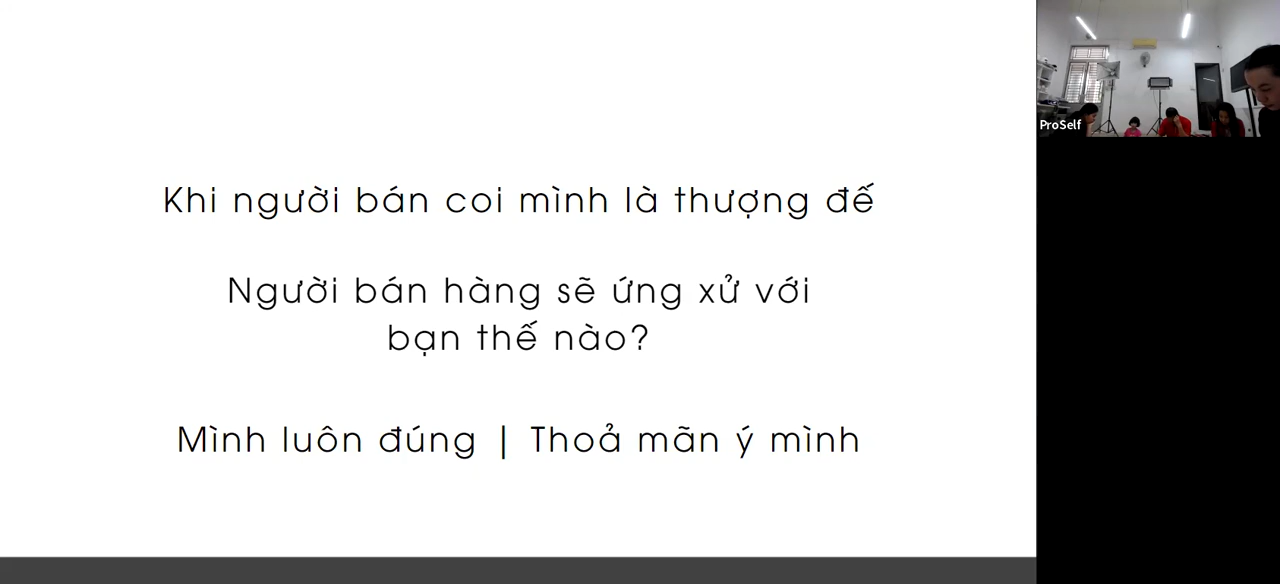 Khi người bán coi mình là thượng đế
Người bán hàng sẽ ứng xử với
bạn thế nào?
Mình luôn đúng | Thoả mãn ý mình
ProSelf